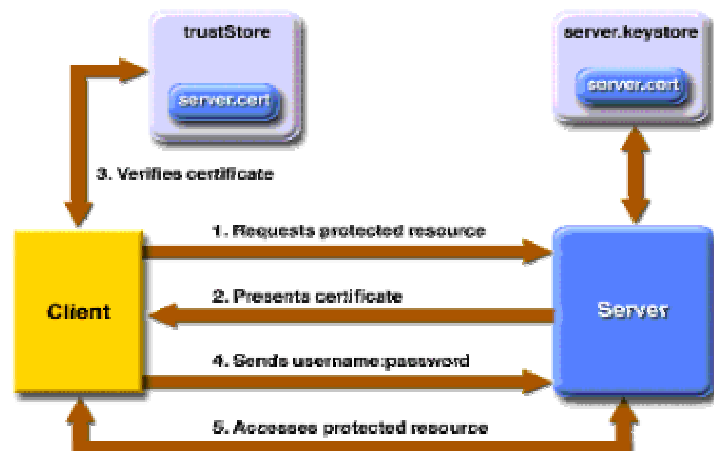 trustStore
server.cert
server.keystore
server.cert
3. Verifies certificate
1. Requests protected resource
2. Presents certificate
Client
Server
4. Sends username:password
5. Accesses protected resource